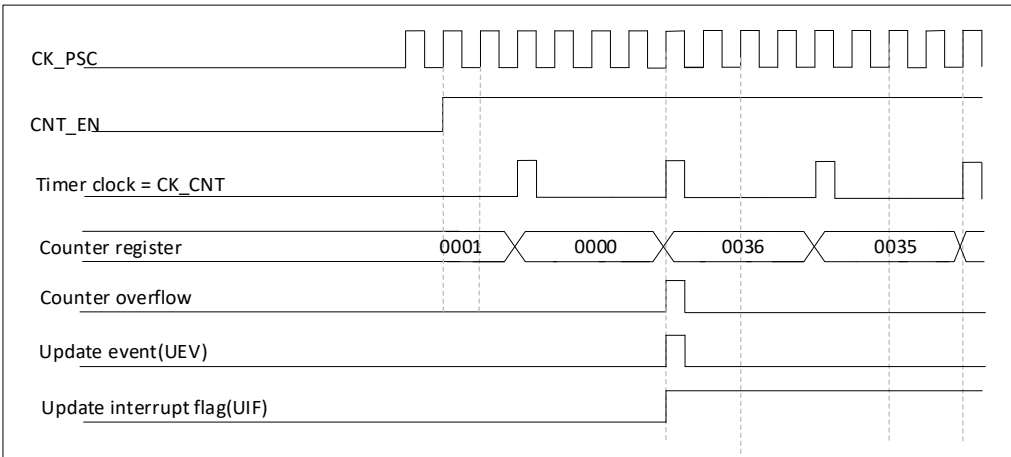 CK_PSC
CNT_EN
Timer clock = CK_CNT
Counter register 0001 0000 0036 0035
Counter overflow
Update event(UEV)
Update interrupt flag(UIF)